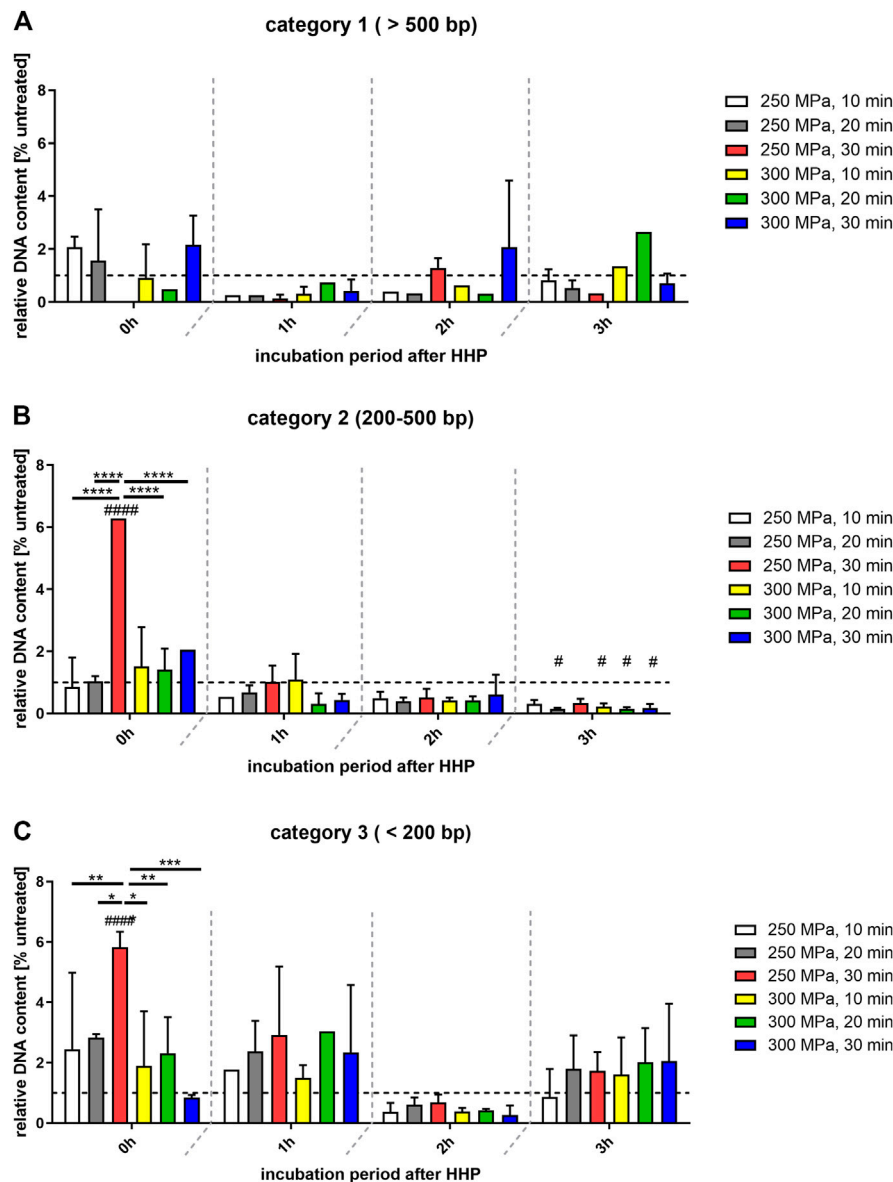 A
category 1 ( > 500 bp)
relative DNA content [% untreated]
8
6
4
2
0
0h
1h
2h
3h
incubation period after HHP
250 MPa, 10 min
250 MPa, 20 min
250 MPa, 30 min
300 MPa, 10 min
300 MPa, 20 min
300 MPa, 30 min
B
category 2 (200-500 bp)
relative DNA content [% untreated]
8
6
4
2
0
**** ****
**** ****
####
# # # #
0h
1h
2h
3h
incubation period after HHP
250 MPa, 10 min
250 MPa, 20 min
250 MPa, 30 min
300 MPa, 10 min
300 MPa, 20 min
300 MPa, 30 min
C
category 3 ( < 200 bp)
relative DNA content [% untreated]
8
6
4
2
0
***
** **
* *
####*
0h
1h
2h
3h
incubation period after HHP
250 MPa, 10 min
250 MPa, 20 min
250 MPa, 30 min
300 MPa, 10 min
300 MPa, 20 min
300 MPa, 30 min